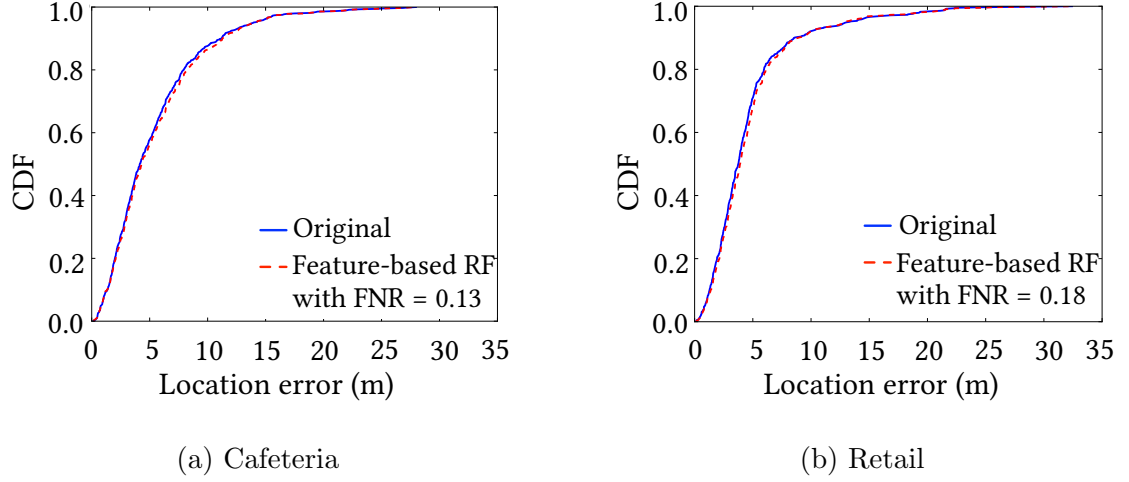 1.0
0.8
0.6
0.4
0.2
0.0
CDF
0 5 10 15 20 25 30 35
Location error (m)
Original
Feature-based RF
with FNR = 0.13
(a) Cafeteria
1.0
0.8
0.6
0.4
0.2
0.0
CDF
0 5 10 15 20 25 30 35
Location error (m)
Original
Feature-based RF
with FNR = 0.18
(b) Retail